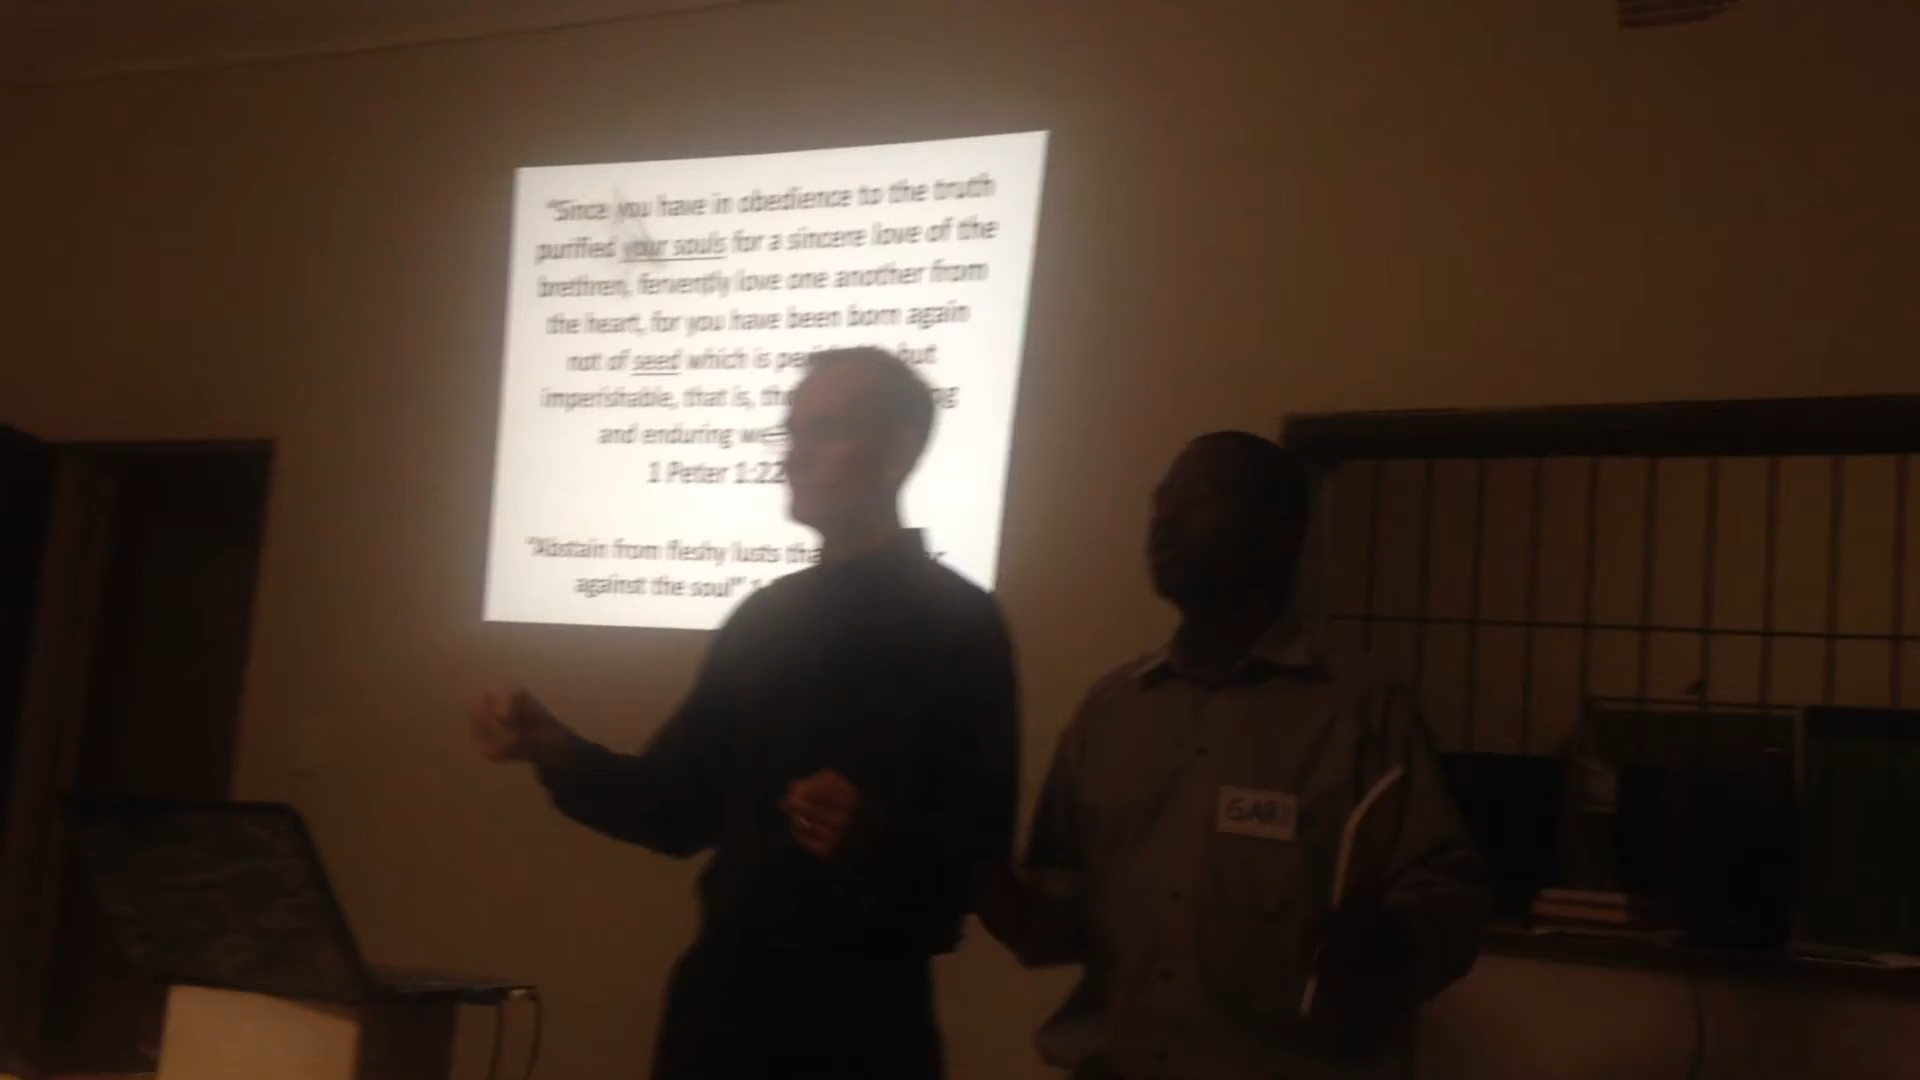 "Since you have in obedience to the truth
purified your souls for a sincere love of the
brethren, fervently love one another from
the heart, for you have been born again
not of seed which is but
imperishable, that is,
and enduring
1 Peter 1:22
"Abstain from fleshy lusts
against the soul"